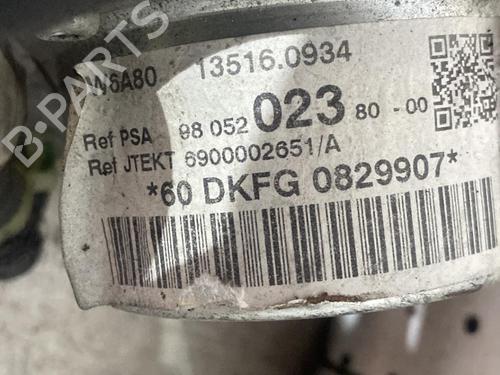 W6A80 13516.0934
Ref PSA 98 052 023 80 - 00
Ref JTEKT 6900002651/A
*60 DKFG 0829907*
B-PARTS